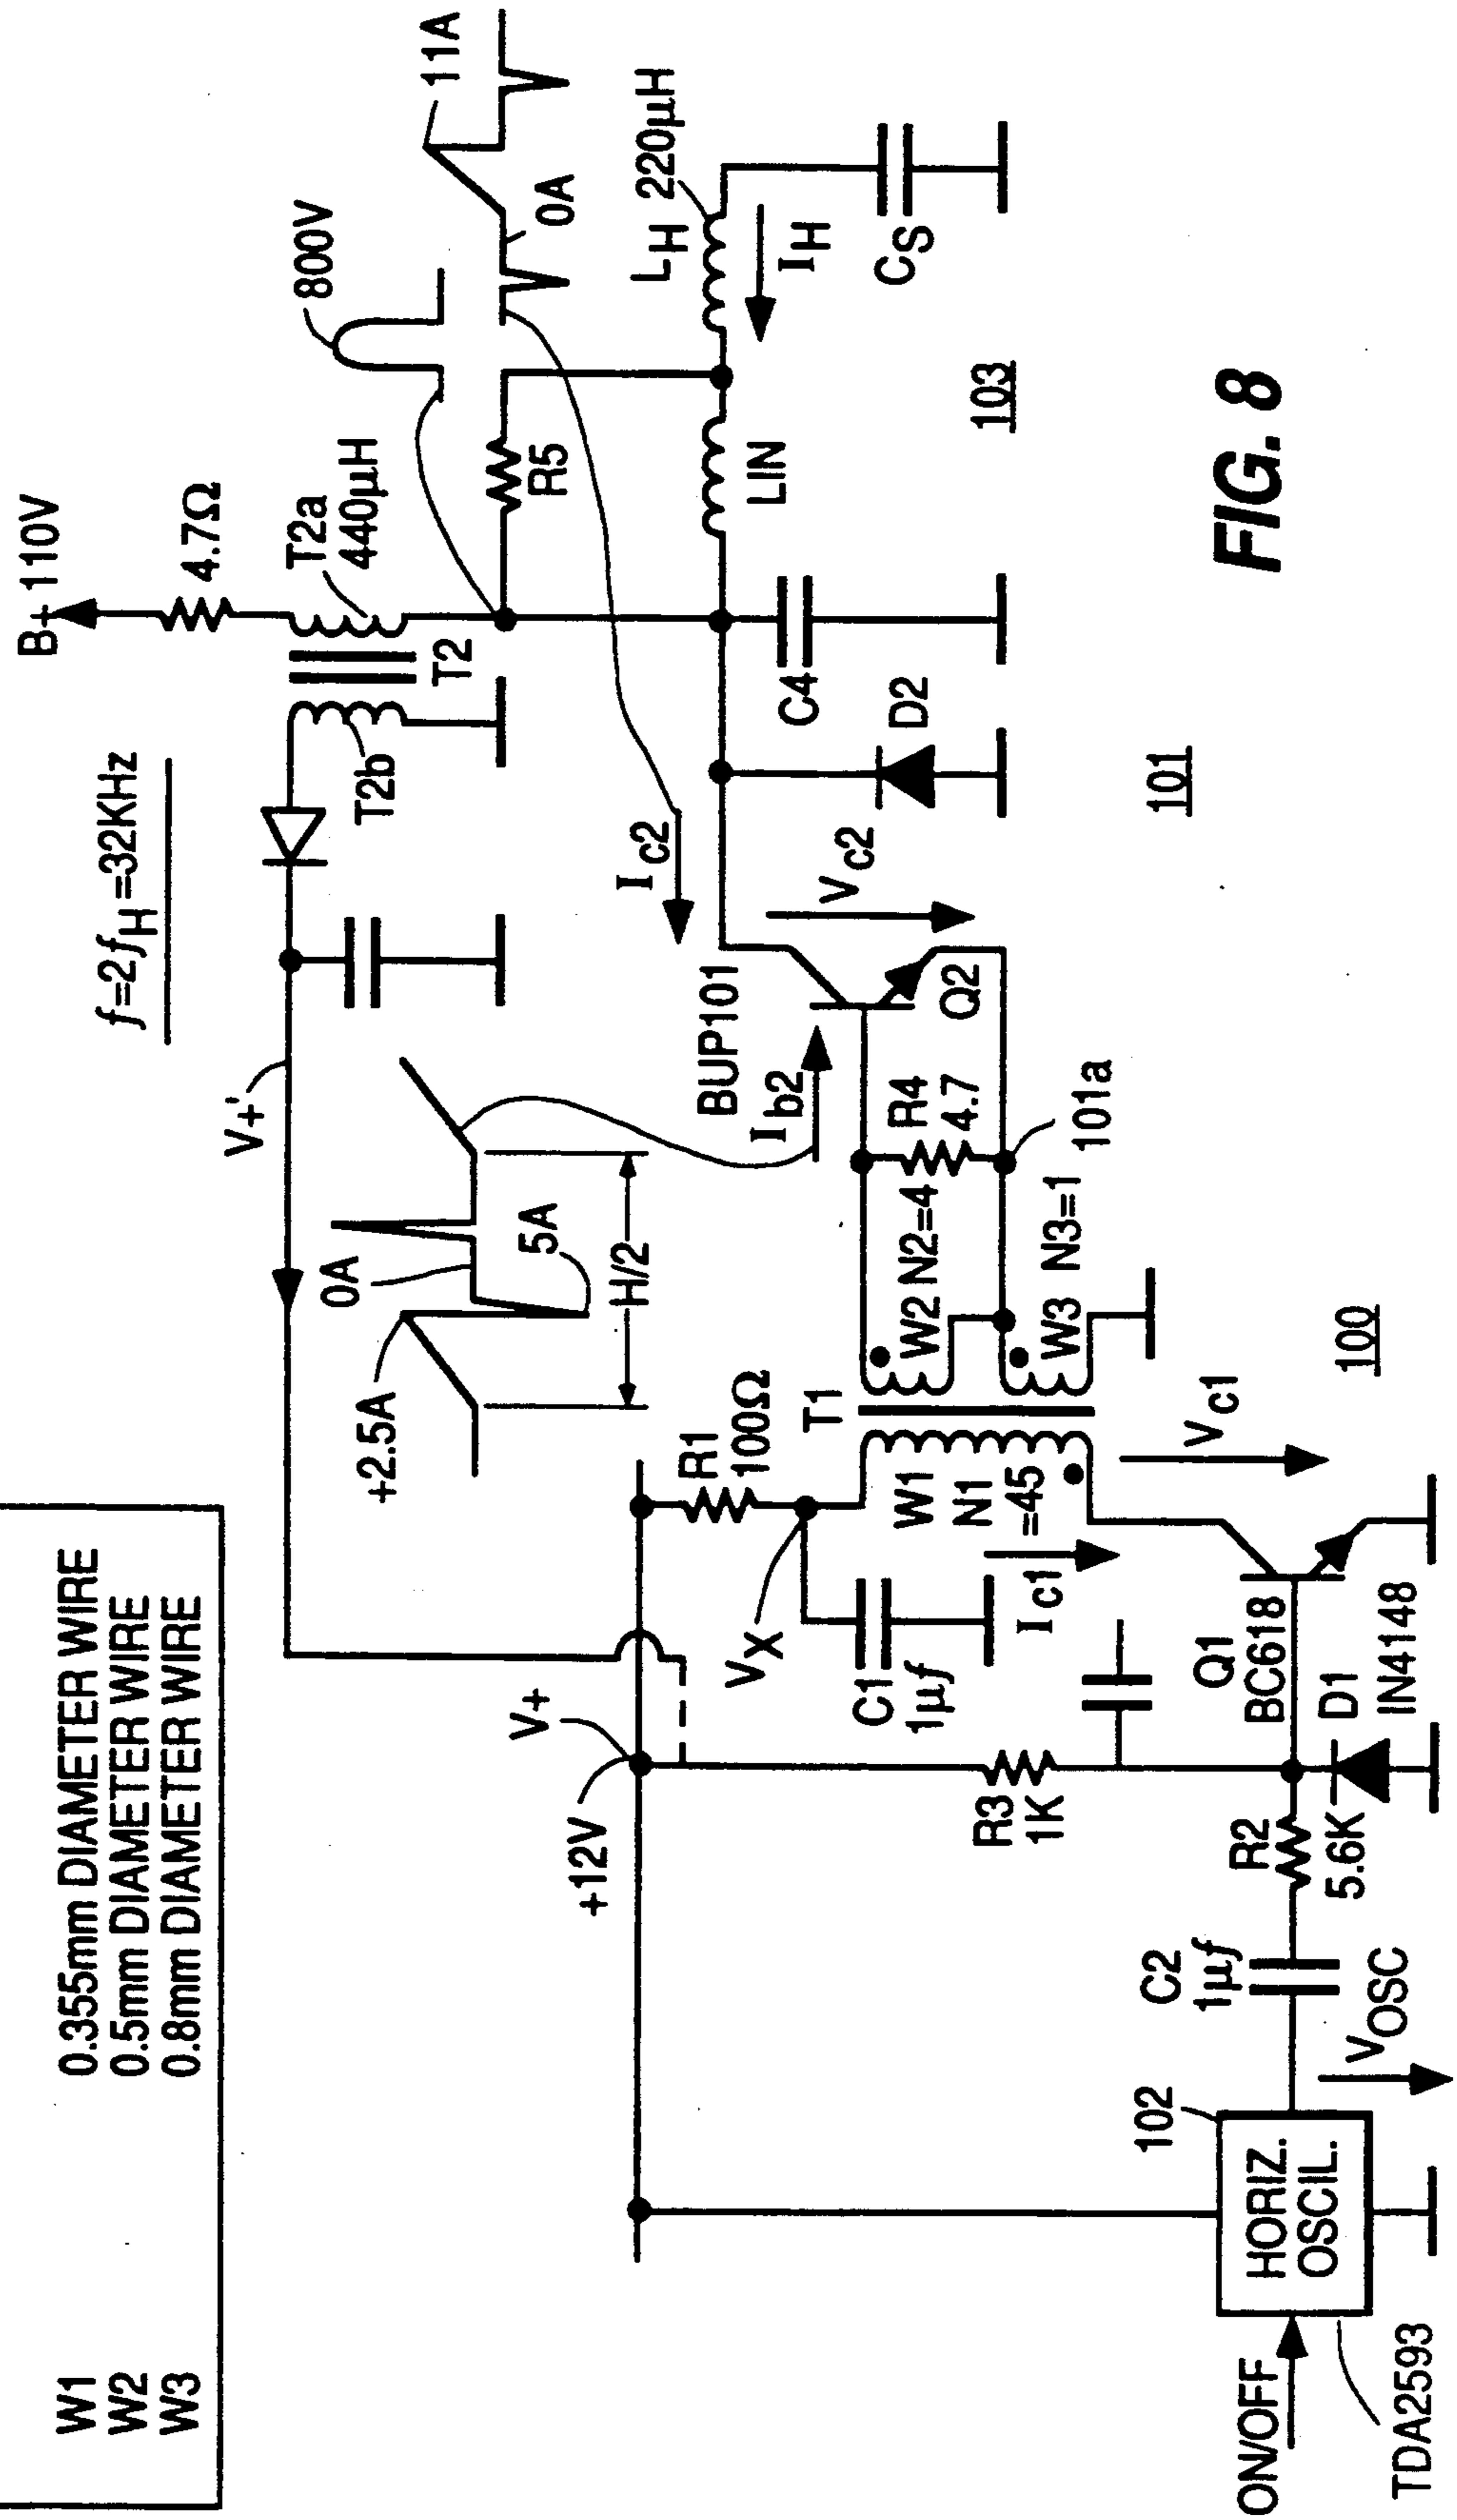 W1 0.355mm DIAMETER WIRE
W2 0.5mm DIAMETER WIRE
W3 0.8mm DIAMETER WIRE
f=2fH=32KHz
B+110V
4.7Ω
T2a
440μH
T2
T2b
V+'
800V
11A
0A
+2.5A
0A
5A
H/2
+12V
V+
R1
100Ω
VX
C1
1μf
T1
W1
N1
=45
W2 N2=4
W3 N3=1
R4
4.7
101a
BUP101
Ib2
Q2
Ic2
Vc2
D2
C4
R5
LIN
LH 220μH
IH
CS
103
101
R3
1K
Ic1
Vc1
100
Q1
BC618
D1
IN4148
R2
5.6K
C2
1μf
VOSC
102
HORIZ.
OSCIL.
ON/OFF
TDA2593
FIG. 8